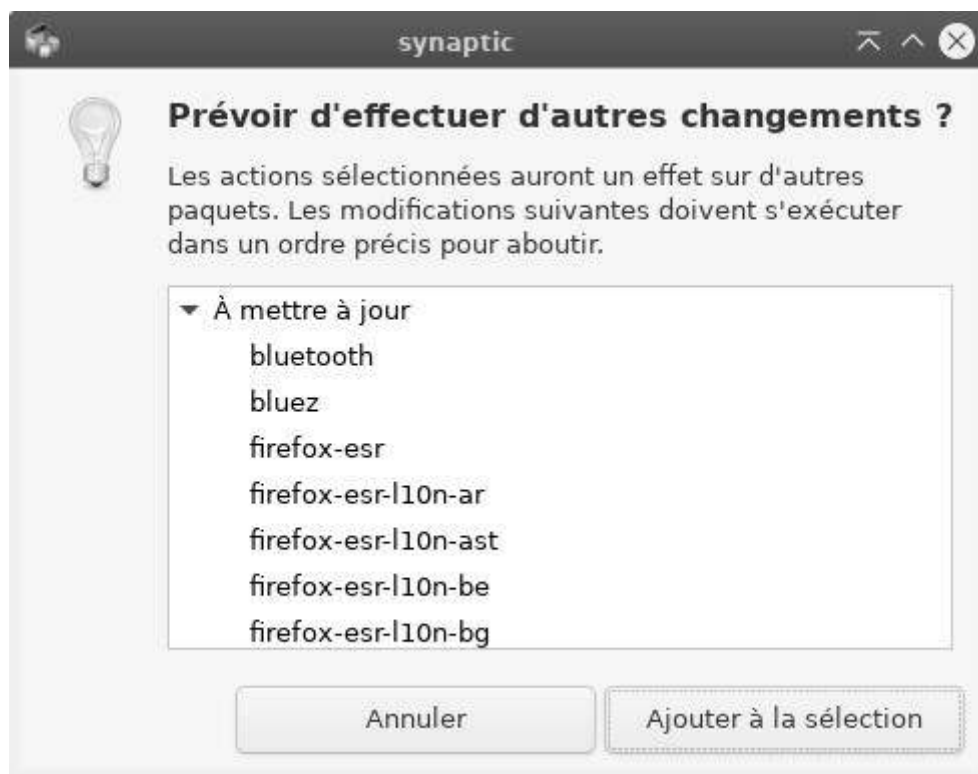 synaptic
Prévoir d'effectuer d'autres changements ?
Les actions sélectionnées auront un effet sur d'autres
paquets. Les modifications suivantes doivent s'exécuter
dans un ordre précis pour aboutir.
À mettre à jour
bluetooth
bluez
firefox-esr
firefox-esr-l10n-ar
firefox-esr-l10n-ast
firefox-esr-l10n-be
firefox-esr-l10n-bg
Annuler
Ajouter à la sélection